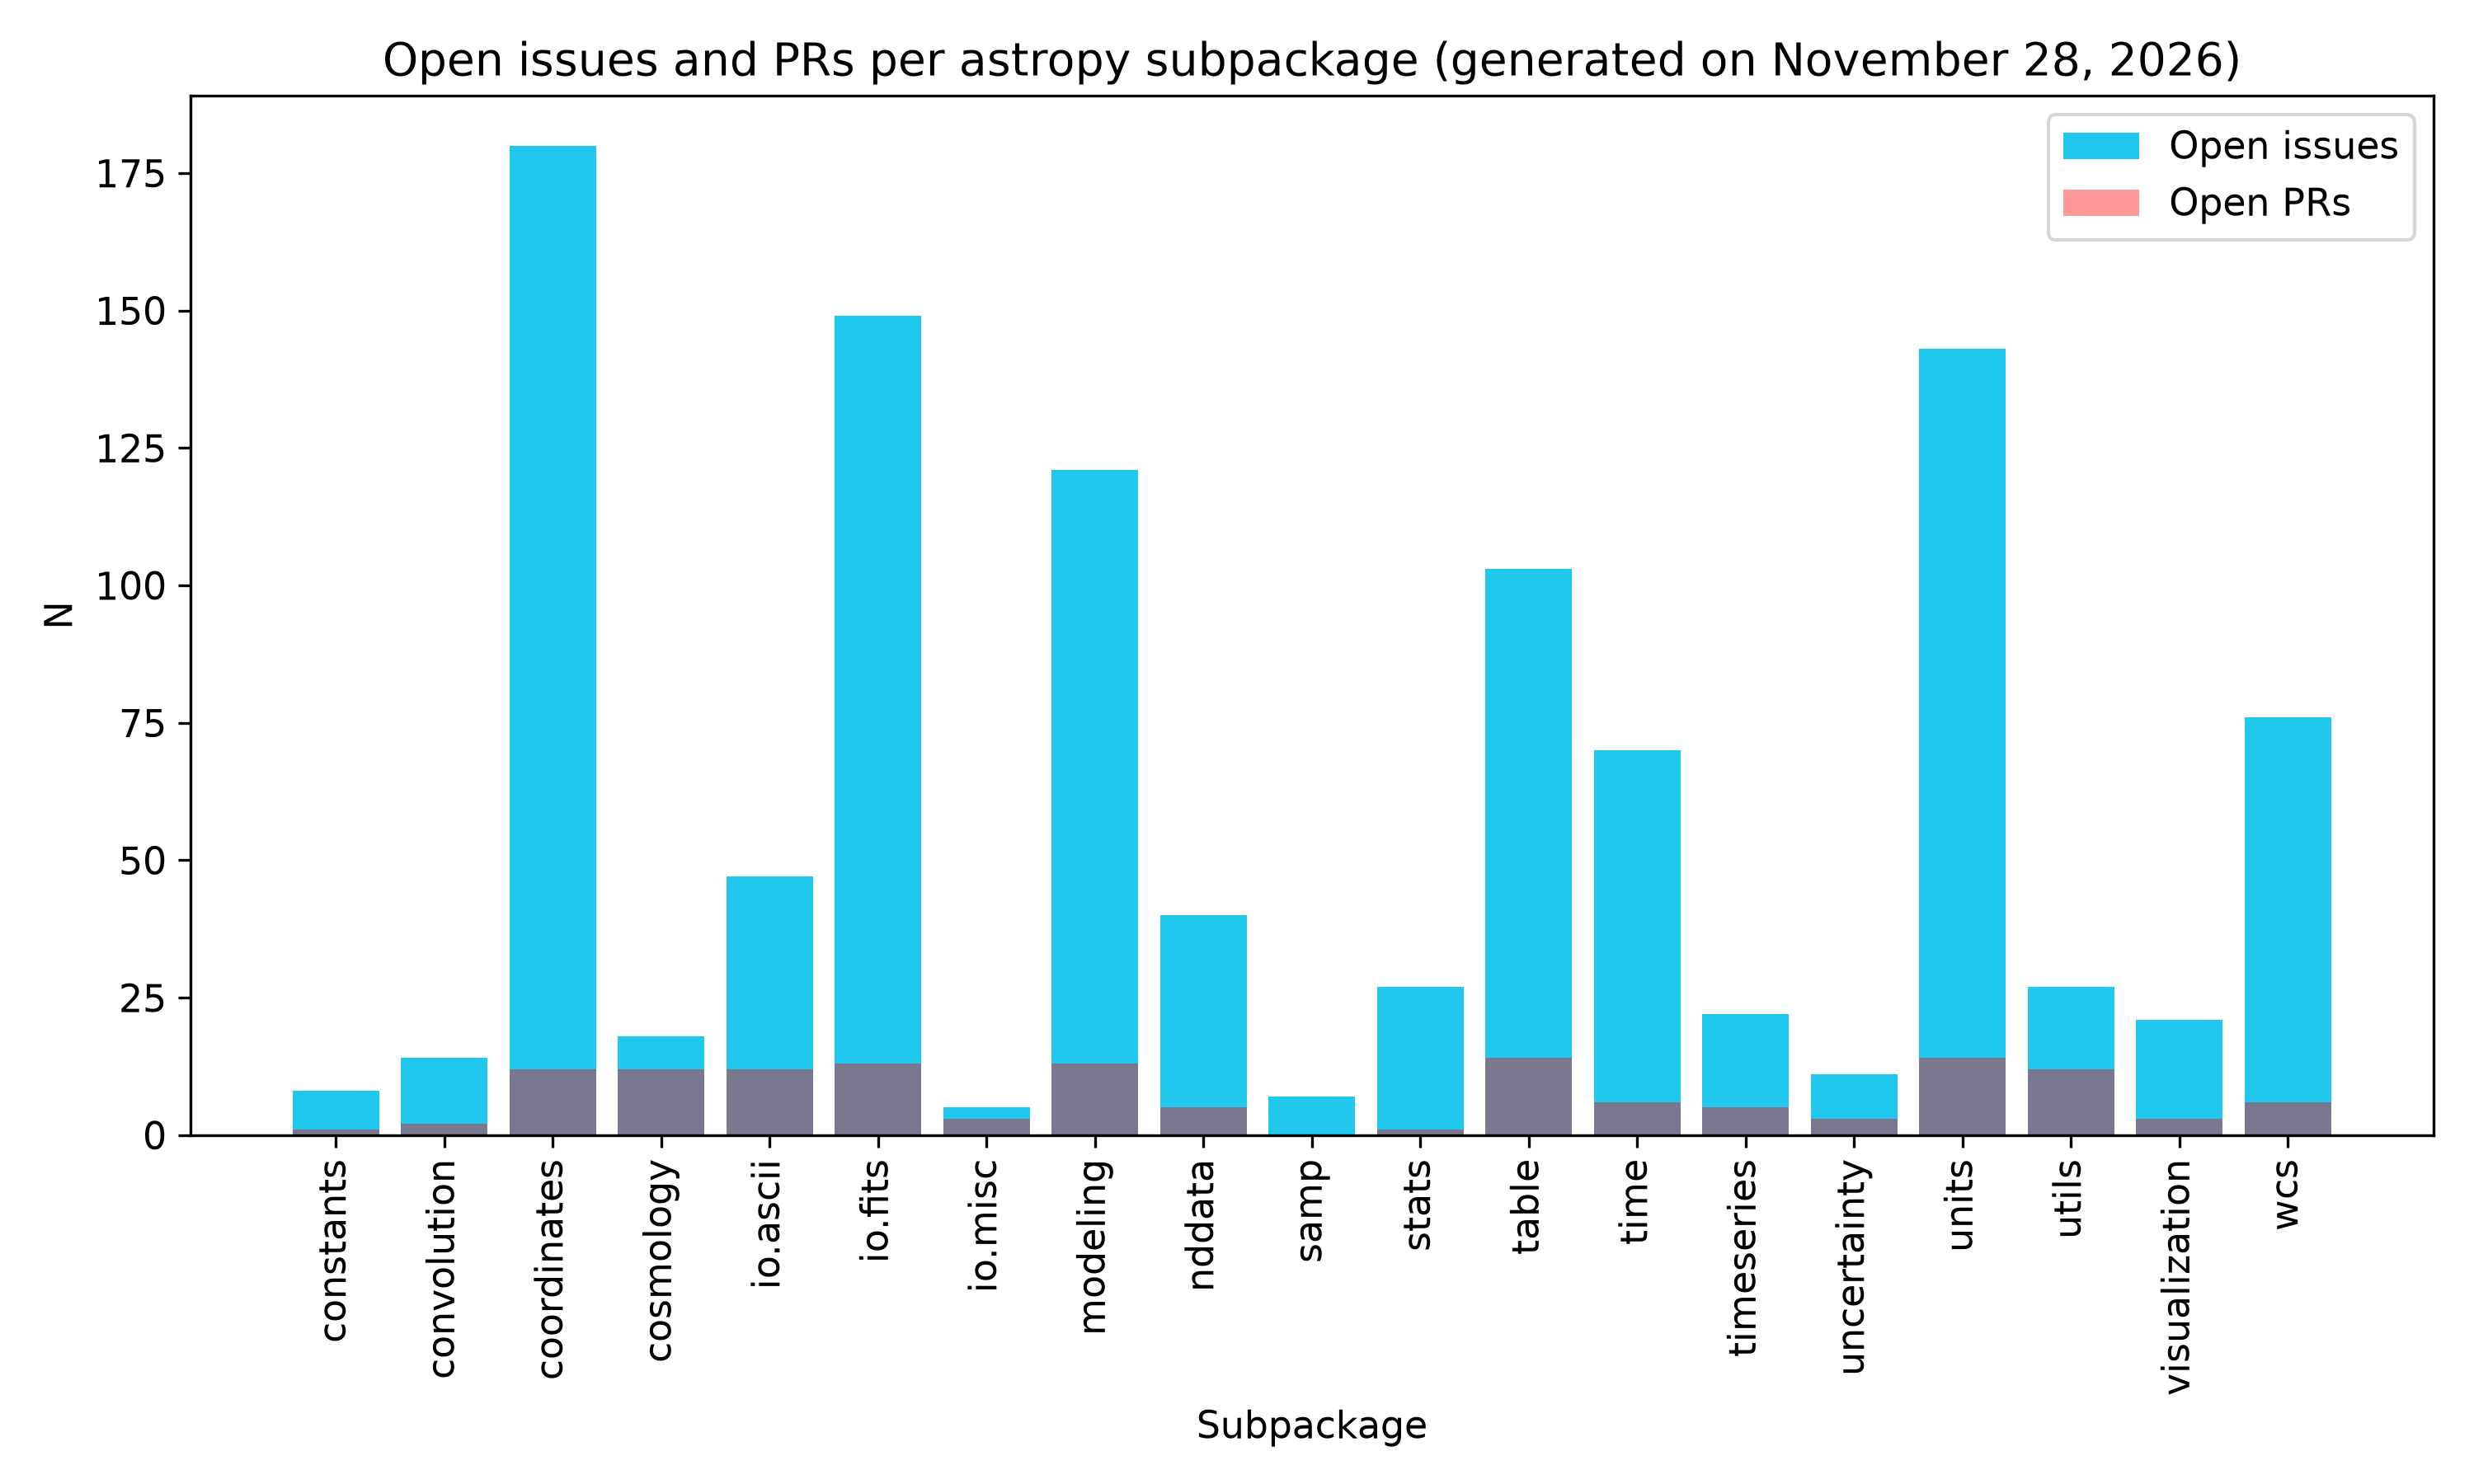 Open issues and PRs per astropy subpackage (generated on November 28, 2026)
Open issues
Open PRs
175
150
125
100
75
50
25
0
N
constants
convolution
coordinates
cosmology
io.ascii
io.fits
io.misc
modeling
nddata
samp
stats
table
time
timeseries
uncertainty
units
utils
visualization
wcs
Subpackage